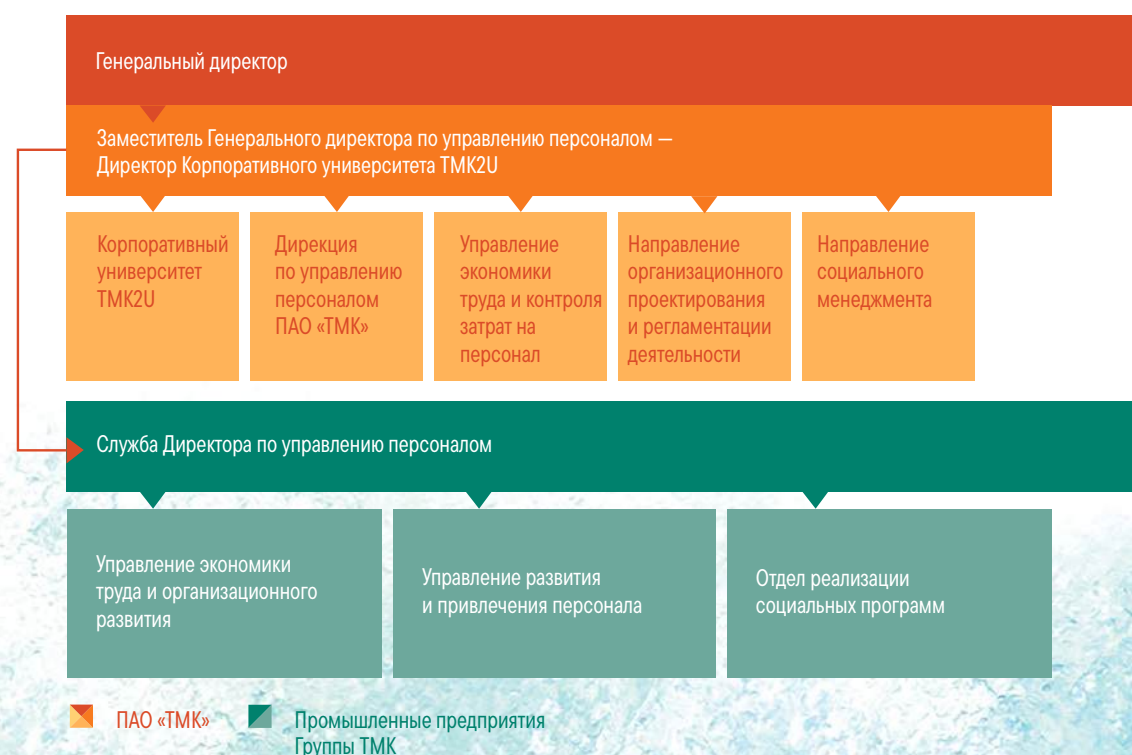 Генеральный директор
Заместитель Генерального директора по управлению персоналом —
Директор Корпоративного университета TMK2U
Корпоративный
университет
TMK2U
Дирекция
по управлению
персоналом
ПАО «ТМК»
Управление
экономики
труда и контроля
затрат на
персонал
Направление
организационного
проектирования
и регламентации
деятельности
Направление
социального
менеджмента
Служба Директора по управлению персоналом
Управление экономики
труда и организационного
развития
Управление развития
и привлечения персонала
Отдел реализации
социальных программ
ПАО «ТМК»
Промышленные предприятия
Группы ТМК